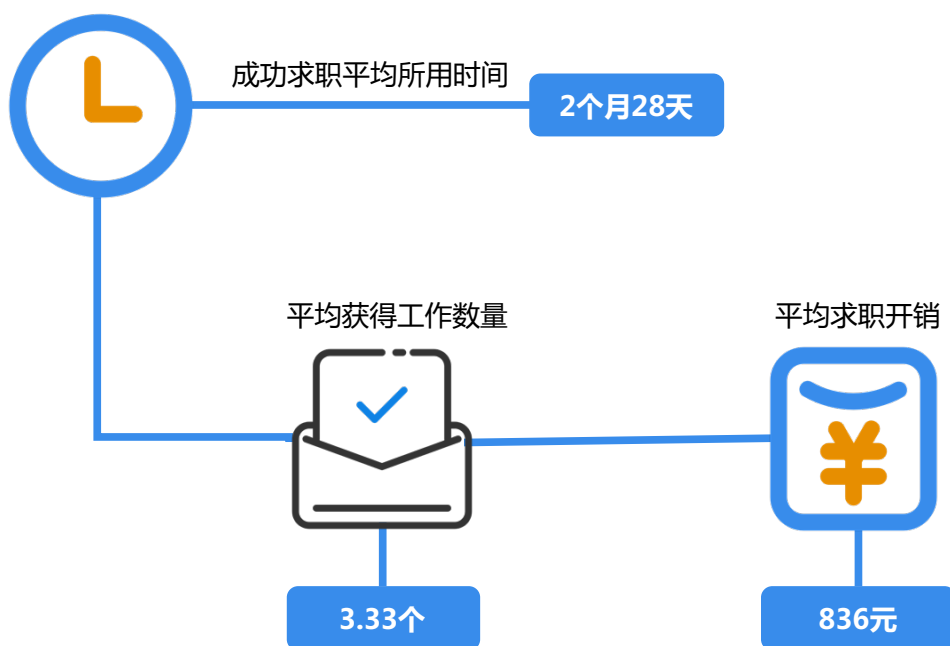 成功求职平均所用时间
2个月28天
平均获得工作数量
平均求职开销
¥
3.33个
836元